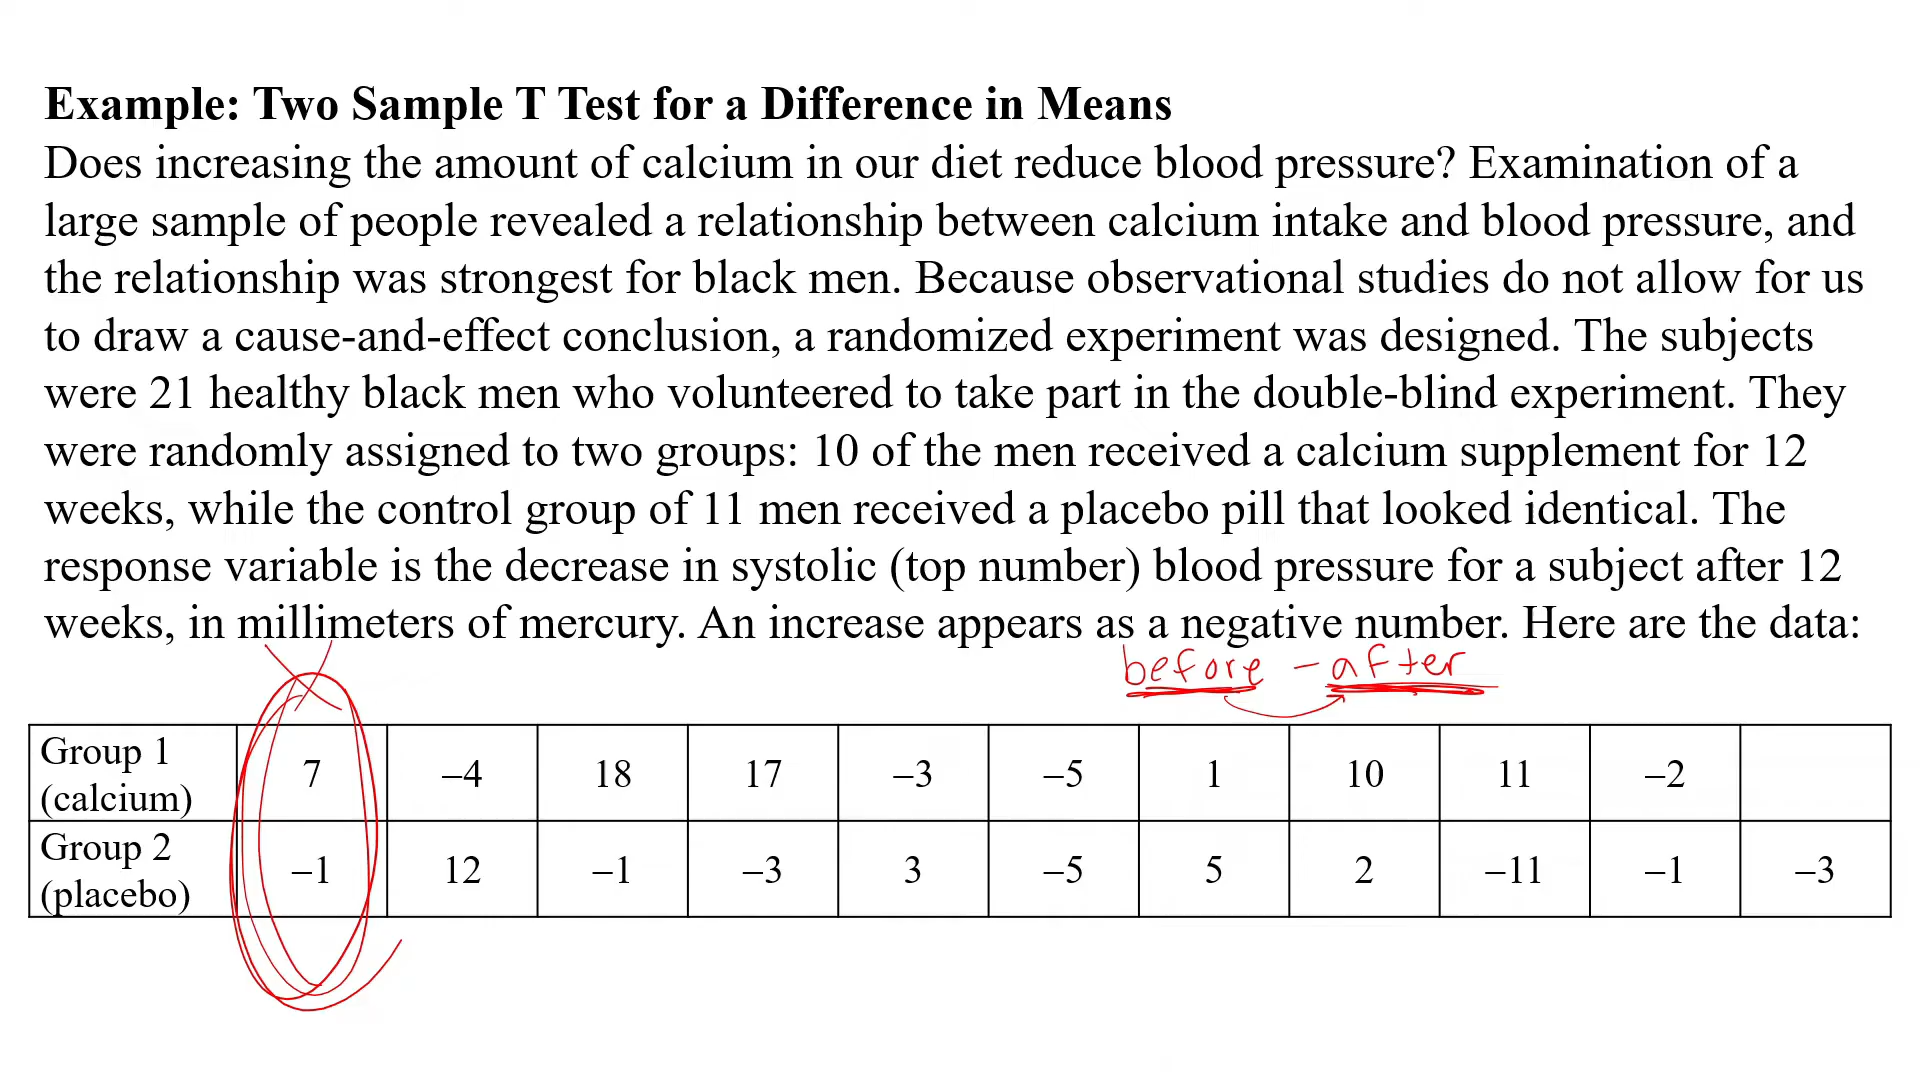 Example: Two Sample T Test for a Difference in Means
Does increasing the amount of calcium in our diet reduce blood pressure? Examination of a
large sample of people revealed a relationship between calcium intake and blood pressure, and
the relationship was strongest for black men. Because observational studies do not allow for us
to draw a cause-and-effect conclusion, a randomized experiment was designed. The subjects
were 21 healthy black men who volunteered to take part in the double-blind experiment. They
were randomly assigned to two groups: 10 of the men received a calcium supplement for 12
weeks, while the control group of 11 men received a placebo pill that looked identical. The
response variable is the decrease in systolic (top number) blood pressure for a subject after 12
weeks, in millimeters of mercury. An increase appears as a negative number. Here are the data:
before – after
Group 1
(calcium) 7 –4 18 17 –3 –5 1 10 11 –2
Group 2
(placebo) –1 12 –1 –3 3 –5 5 2 –11 –1 –3